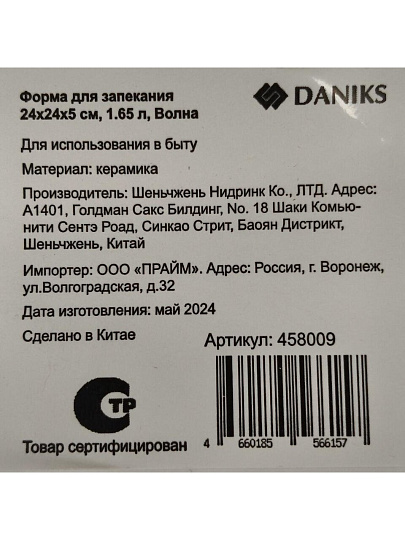 DANIKS
Форма для запекания
24х24х5 см, 1.65 л, Волна
Для использования в быту
Материал: керамика
Производитель: Шеньчжень Нидринк Ко., ЛТД. Адрес:
А1401, Голдман Сакс Билдинг, No. 18 Шаки Комью-
нити Сентэ Роад, Синкао Стрит, Баоян Дистрикт,
Шеньчжень, Китай
Импортер: ООО «ПРАЙМ». Адрес: Россия, г. Воронеж,
ул.Волгоградская, д.32
Дата изготовления: май 2024
Сделано в Китае
Артикул: 458009
ТР
Товар сертифицирован
4 660185 566157